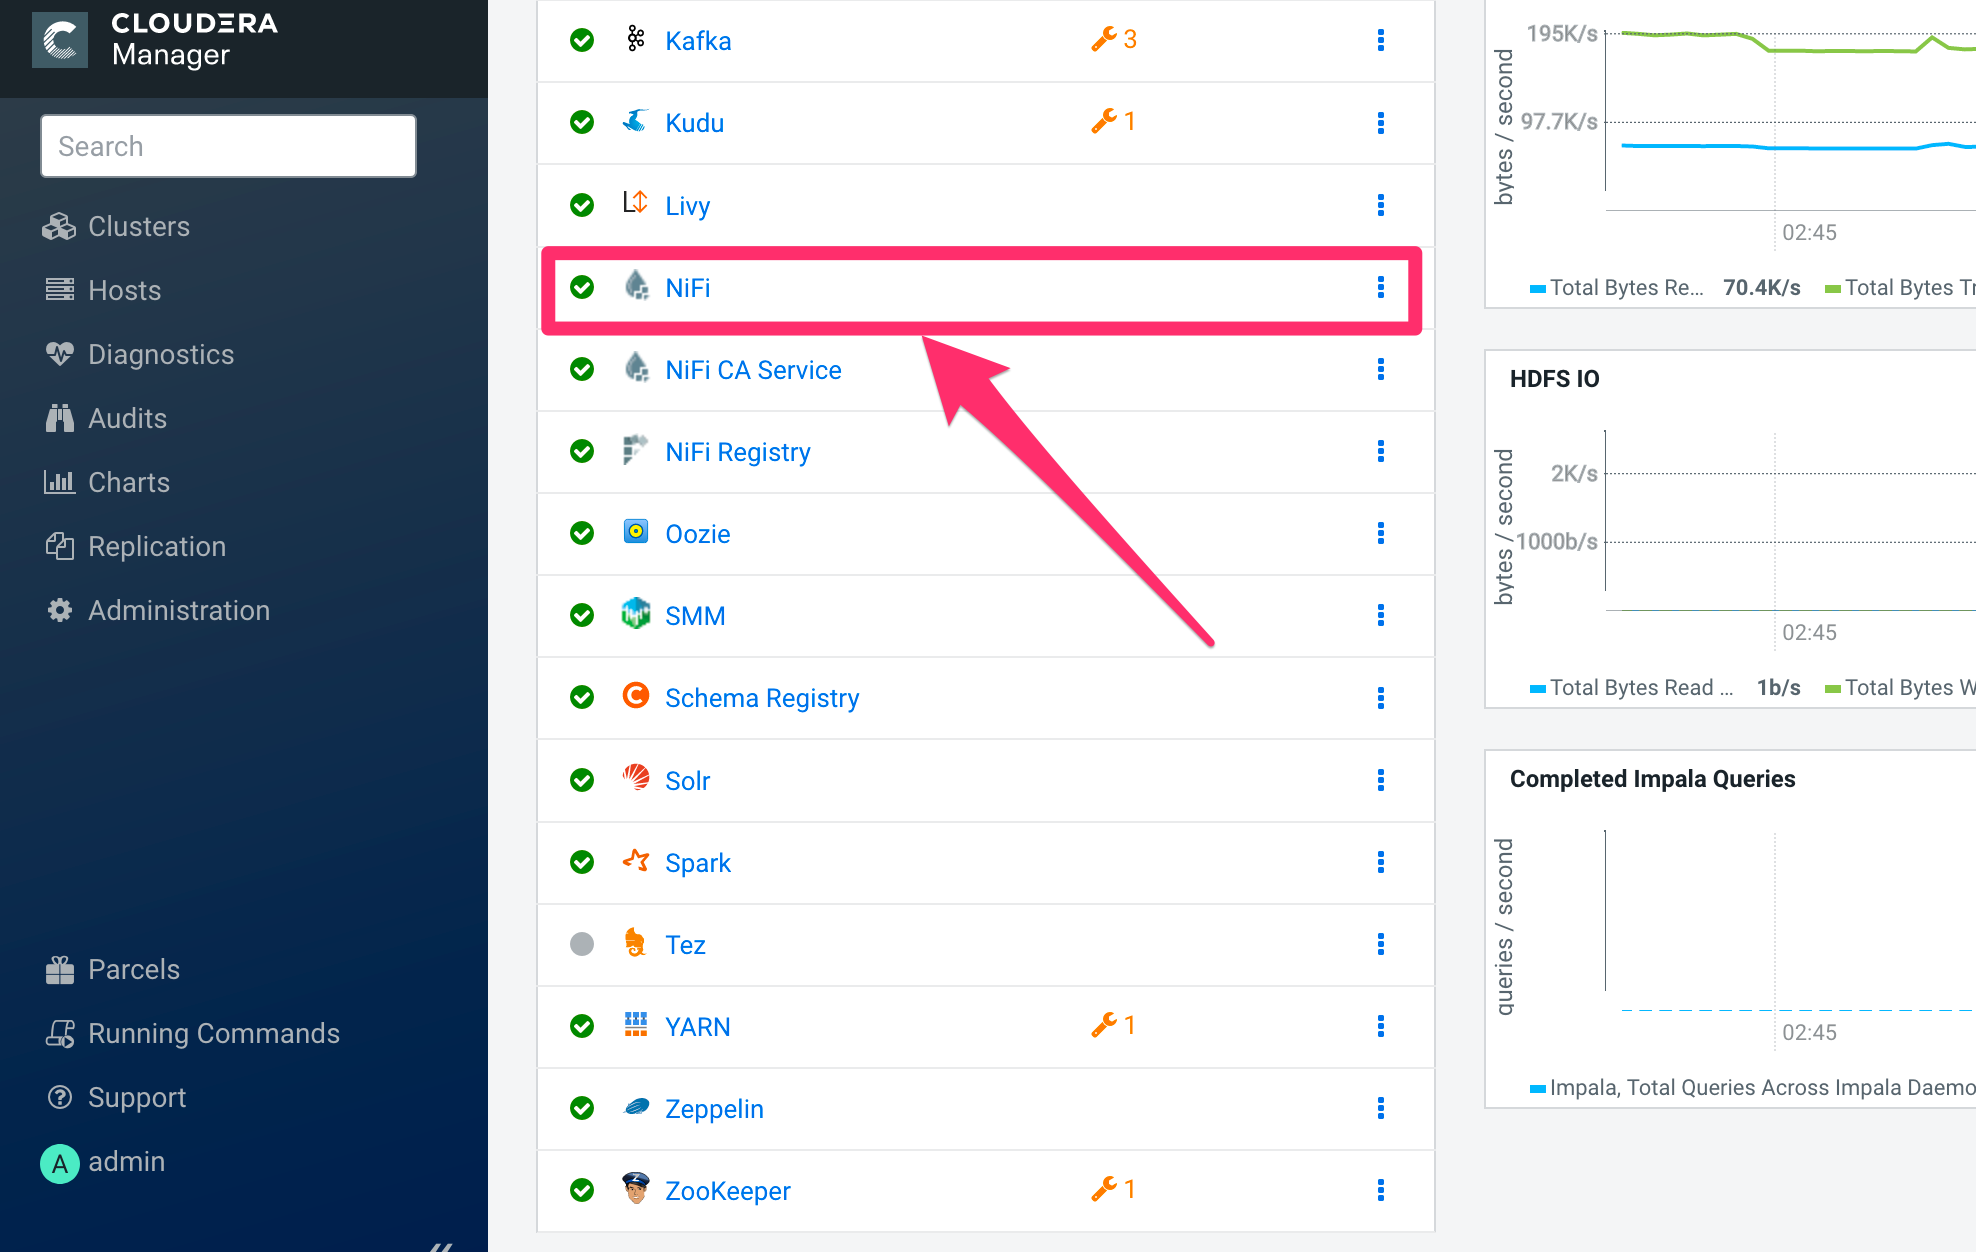 CLOUDERA
Manager
Search
Clusters
Hosts
Diagnostics
Audits
Charts
Replication
Administration
Parcels
Running Commands
Support
A admin
Kafka 3
Kudu 1
Livy
NiFi
NiFi CA Service
NiFi Registry
Oozie
SMM
Schema Registry
Solr
Spark
Tez
YARN 1
Zeppelin
ZooKeeper 1
bytes / second
195K/s
97.7K/s
02:45
Total Bytes Re... 70.4K/s Total Bytes Tr
HDFS IO
bytes / second
2K/s
1000b/s
02:45
Total Bytes Read ... 1b/s Total Bytes W
Completed Impala Queries
queries / second
02:45
Impala, Total Queries Across Impala Daemo